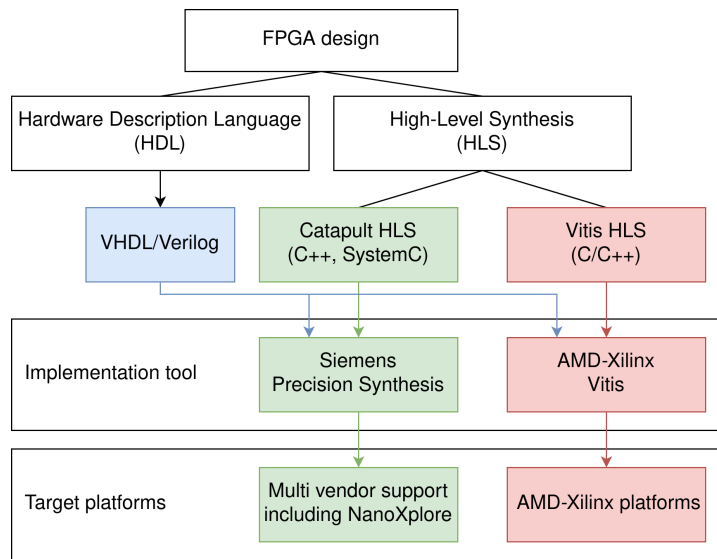 FPGA design
Hardware Description Language
(HDL)
High-Level Synthesis
(HLS)
VHDL/Verilog
Catapult HLS
(C++, SystemC)
Vitis HLS
(C/C++)
Implementation tool
Siemens
Precision Synthesis
AMD-Xilinx
Vitis
Target platforms
Multi vendor support
including NanoXplore
AMD-Xilinx platforms